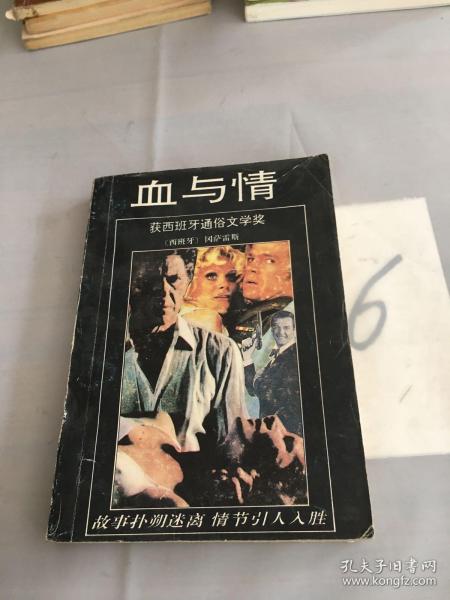 血与情
获西班牙通俗文学奖
〔西班牙〕冈萨雷斯
6
故事扑朔迷离 情节引人入胜
孔夫子旧书网
www.kongfz.com